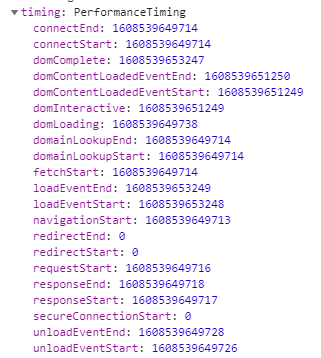 timing: PerformanceTiming
connectEnd: 1608539649714
connectStart: 1608539649714
domComplete: 1608539653247
domContentLoadedEventEnd: 1608539651250
domContentLoadedEventStart: 1608539651249
domInteractive: 1608539651249
domLoading: 1608539649738
domainLookupEnd: 1608539649714
domainLookupStart: 1608539649714
fetchStart: 1608539649714
loadEventEnd: 1608539653249
loadEventStart: 1608539653248
navigationStart: 1608539649713
redirectEnd: 0
redirectStart: 0
requestStart: 1608539649716
responseEnd: 1608539649718
responseStart: 1608539649717
secureConnectionStart: 0
unloadEventEnd: 1608539649728
unloadEventStart: 1608539649726